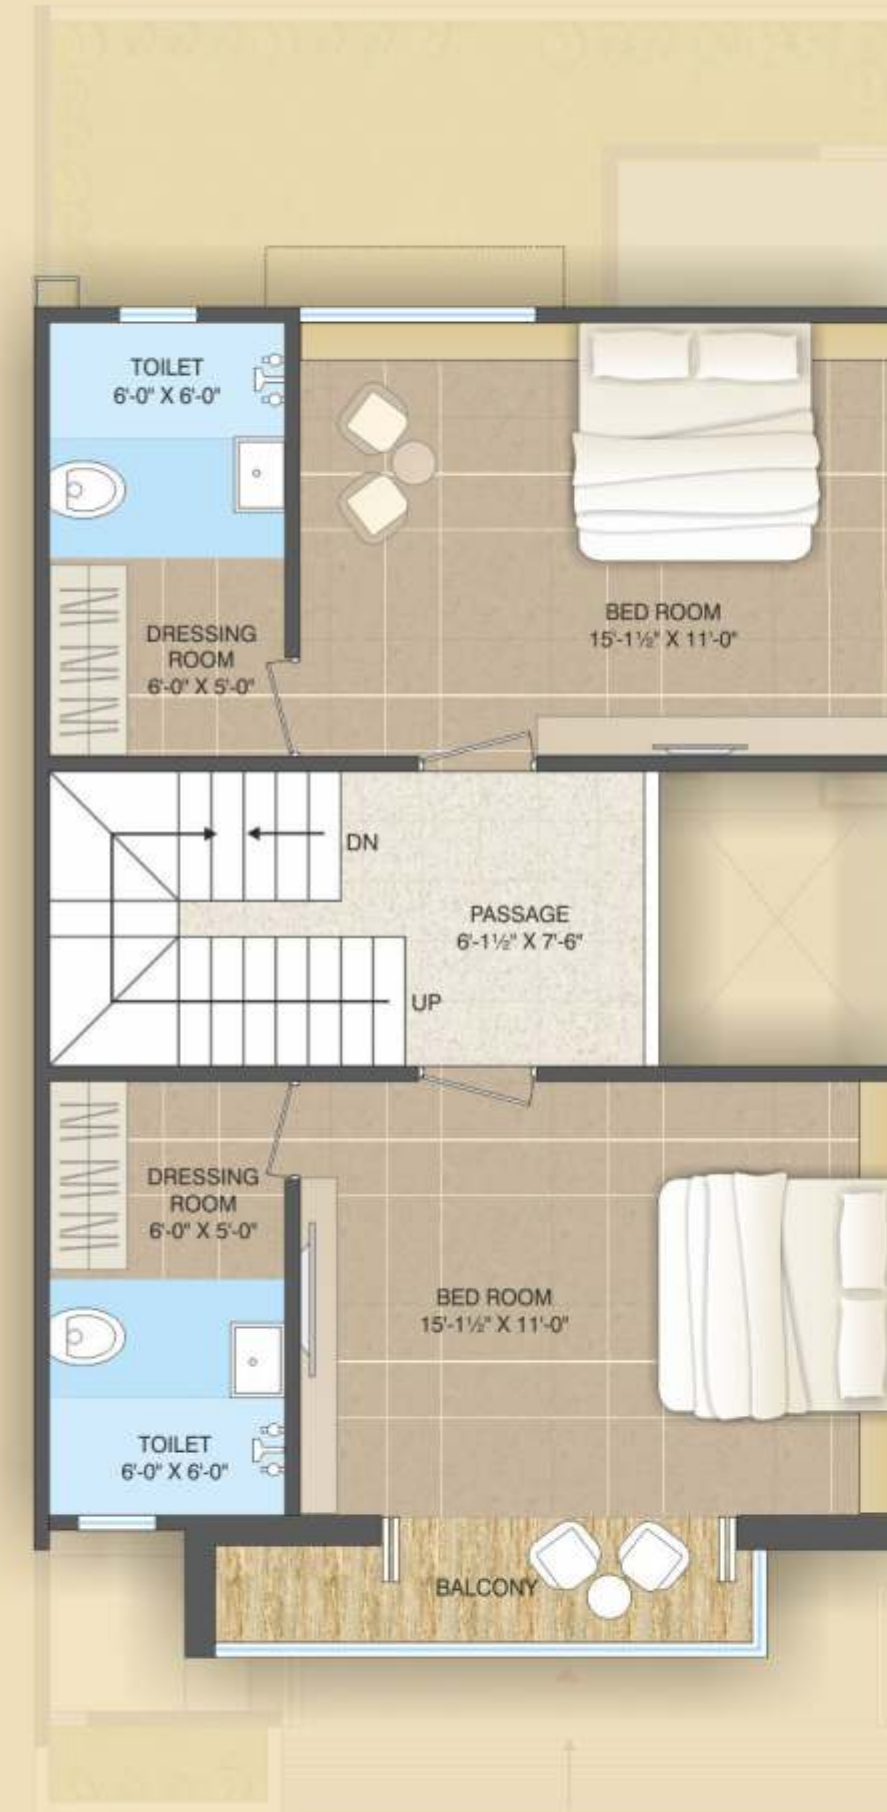 TOILET
6'-0" X 6'-0"
DRESSING
ROOM
6'-0" X 5'-0"
BED ROOM
15'-1½" X 11'-0"
DN
PASSAGE
6'-1½" X 7'-6"
UP
DRESSING
ROOM
6'-0" X 5'-0"
BED ROOM
15'-1½" X 11'-0"
TOILET
6'-0" X 6'-0"
BALCONY